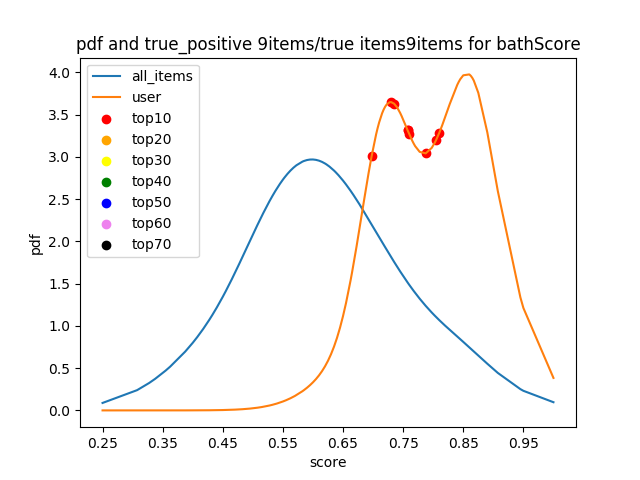 pdf and true_positive 9items/true items9items for bathScore
all_items
user
top10
top20
top30
top40
top50
top60
top70
pdf
4.0
3.5
3.0
2.5
2.0
1.5
1.0
0.5
0.0
0.25 0.35 0.45 0.55 0.65 0.75 0.85 0.95
score